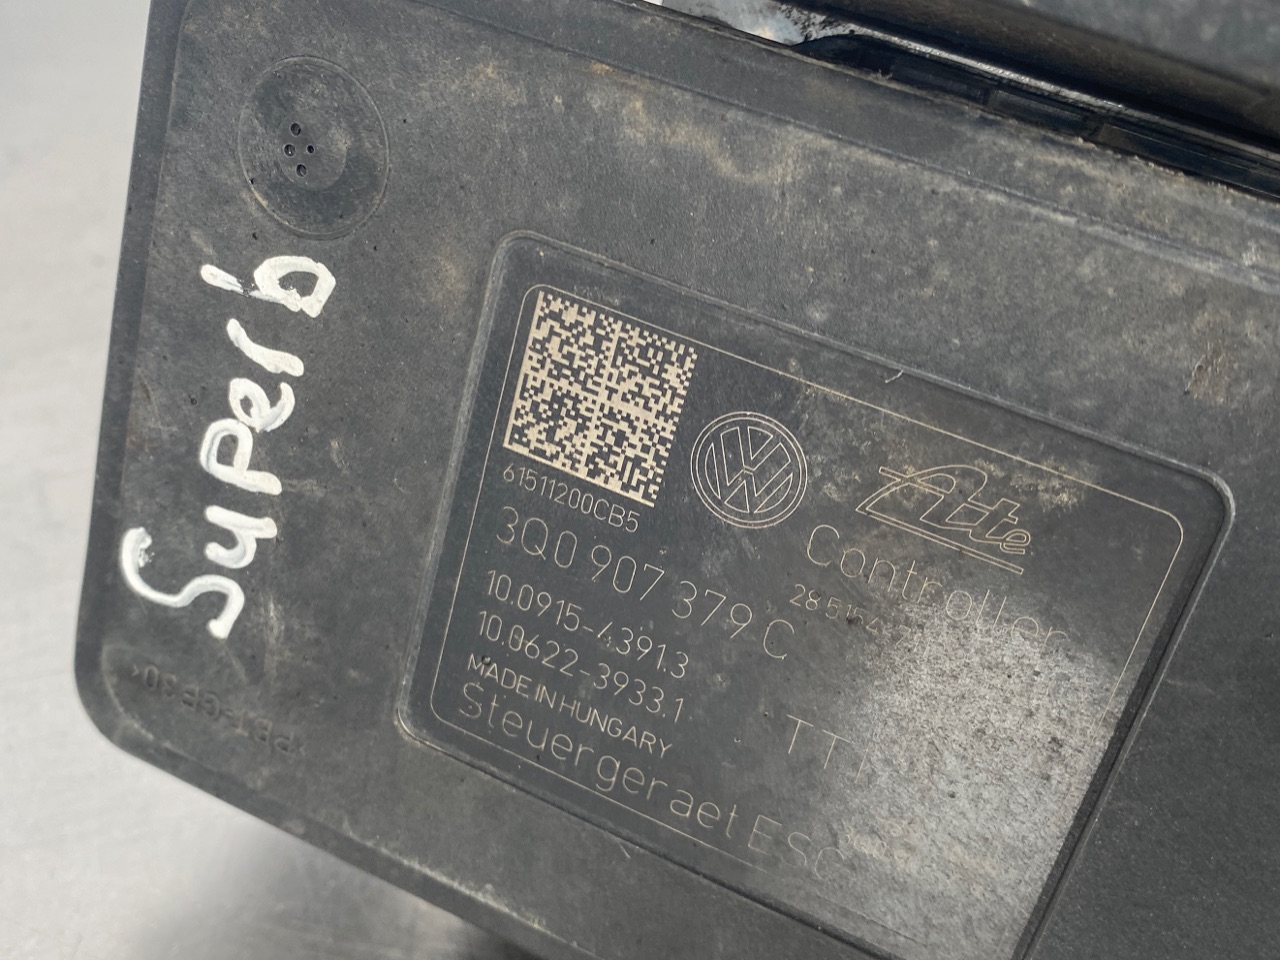 Superb
61511200CB5
Ate
Controller
3Q0 907 379 C
10.0915-4391.3
10.0622-3933.1
MADE IN HUNGARY
TTI
Steuergeraet ESC